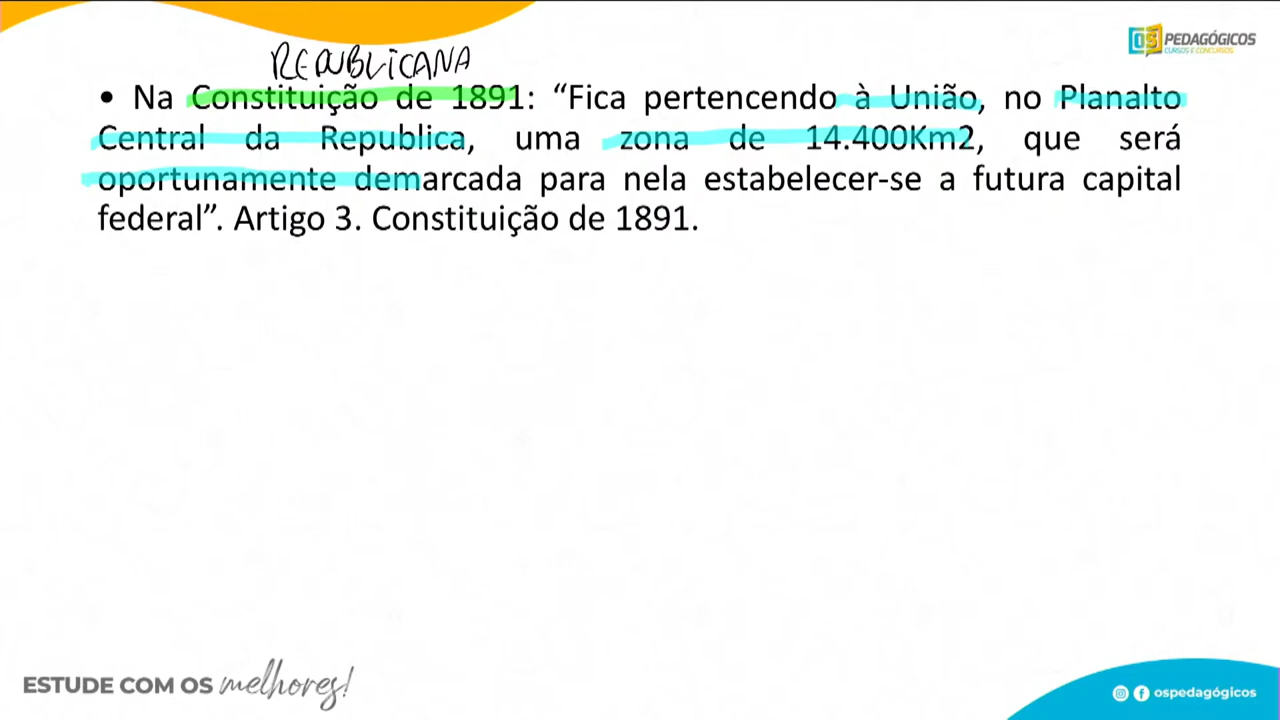 OS PEDAGÓGICOS
CURSOS E CONCURSOS
REPUBLICANA
• Na Constituição de 1891: “Fica pertencendo à União, no Planalto
Central da Republica, uma zona de 14.400Km2, que será
oportunamente demarcada para nela estabelecer-se a futura capital
federal”. Artigo 3. Constituição de 1891.
ESTUDE COM OS melhores!
ospedagógicos